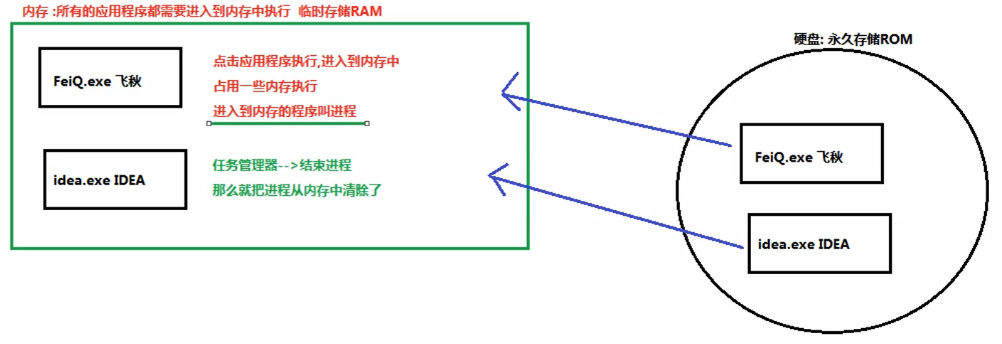 内存 :所有的应用程序都需要进入到内存中执行  临时存储RAM
硬盘: 永久存储ROM
FeiQ.exe 飞秋
点击应用程序执行,进入到内存中
占用一些内存执行
进入到内存的程序叫进程
idea.exe IDEA
任务管理器-->结束进程
那么就把进程从内存中清除了
FeiQ.exe 飞秋
idea.exe IDEA